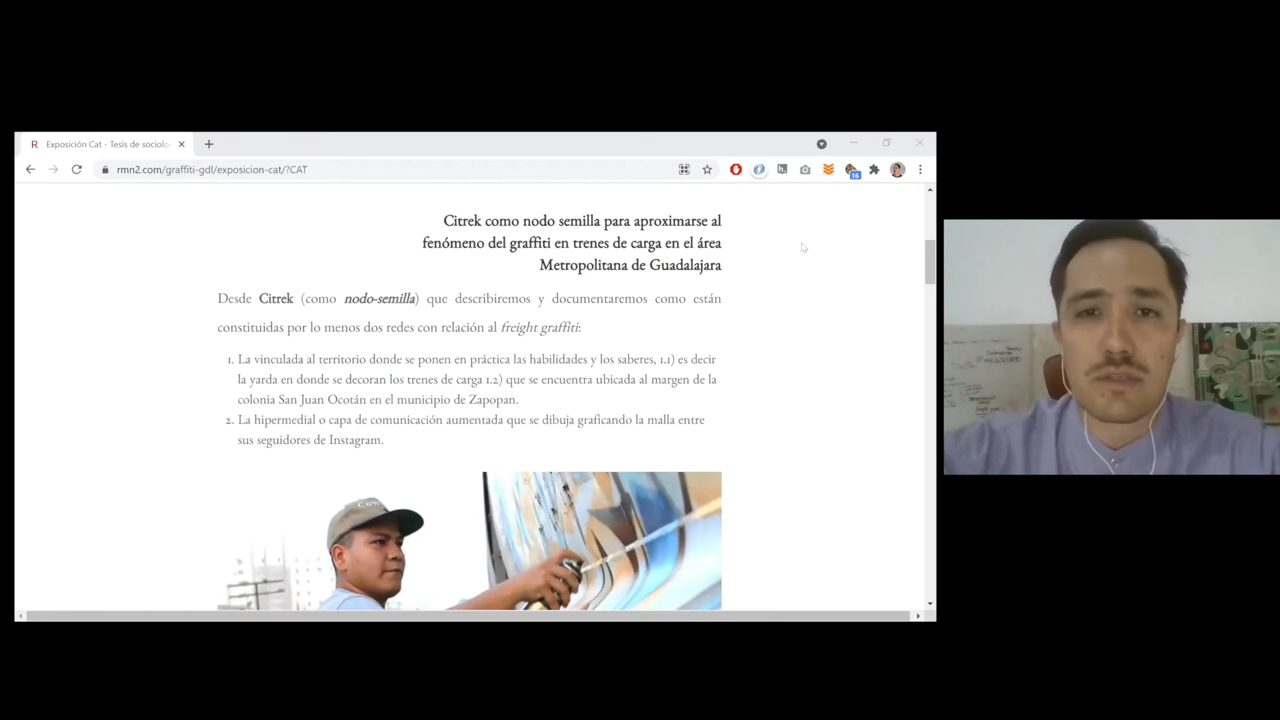 Exposición Cat - Tesis de sociolo
rmn2.com/graffiti-gdl/exposicion-cat/?CAT
16
Citrek como nodo semilla para aproximarse al
fenómeno del graffiti en trenes de carga en el área
Metropolitana de Guadalajara
Desde Citrek (como nodo-semilla) que describiremos y documentaremos como están
constituidas por lo menos dos redes con relación al freight graffiti:
1. La vinculada al territorio donde se ponen en práctica las habilidades y los saberes, 1.1) es decir
la yarda en donde se decoran los trenes de carga 1.2) que se encuentra ubicada al margen de la
colonia San Juan Ocotán en el municipio de Zapopan.
2. La hipermedial o capa de comunicación aumentada que se dibuja graficando la malla entre
sus seguidores de Instagram.